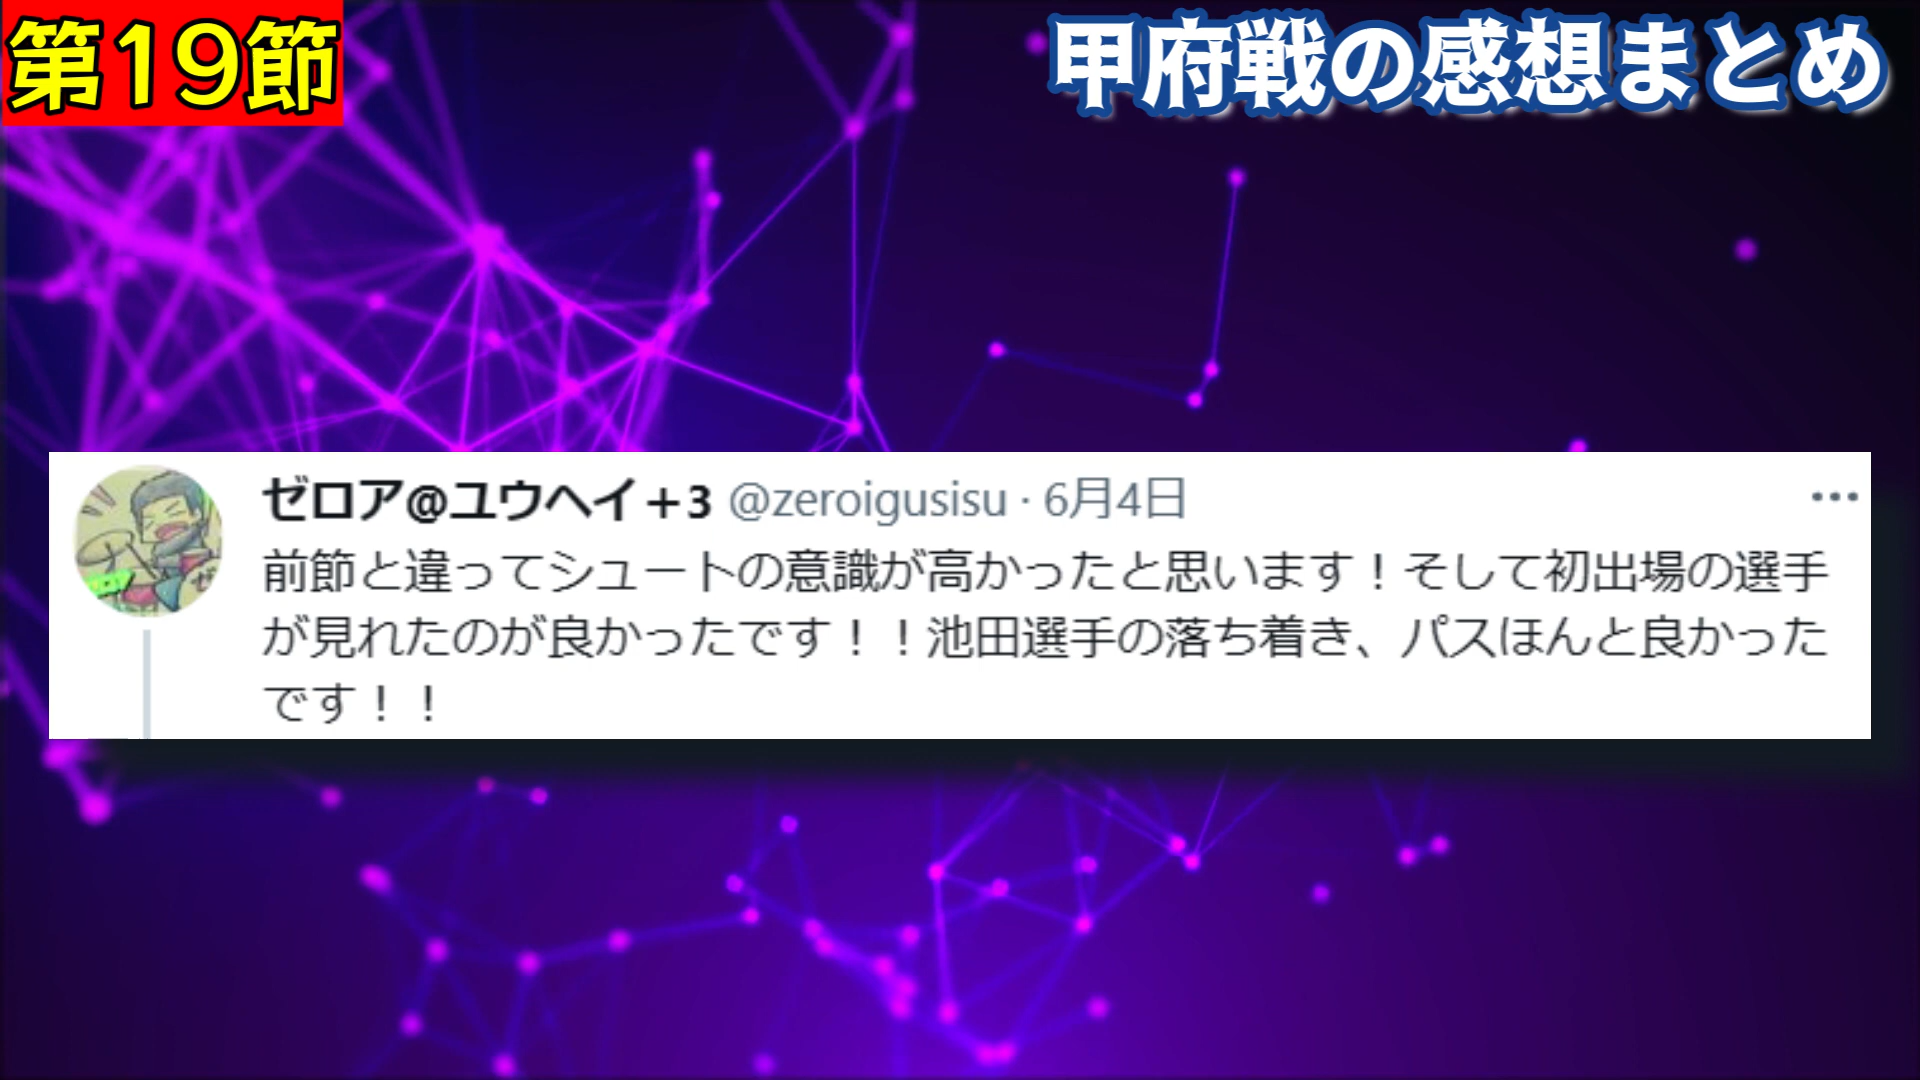 第19節
甲府戦の感想まとめ
ゼロア@ユウヘイ+3 @zeroigusisu · 6月4日
前節と違ってシュートの意識が高かったと思います！そして初出場の選手
が見れたのが良かったです！！池田選手の落ち着き、パスほんと良かった
です！！